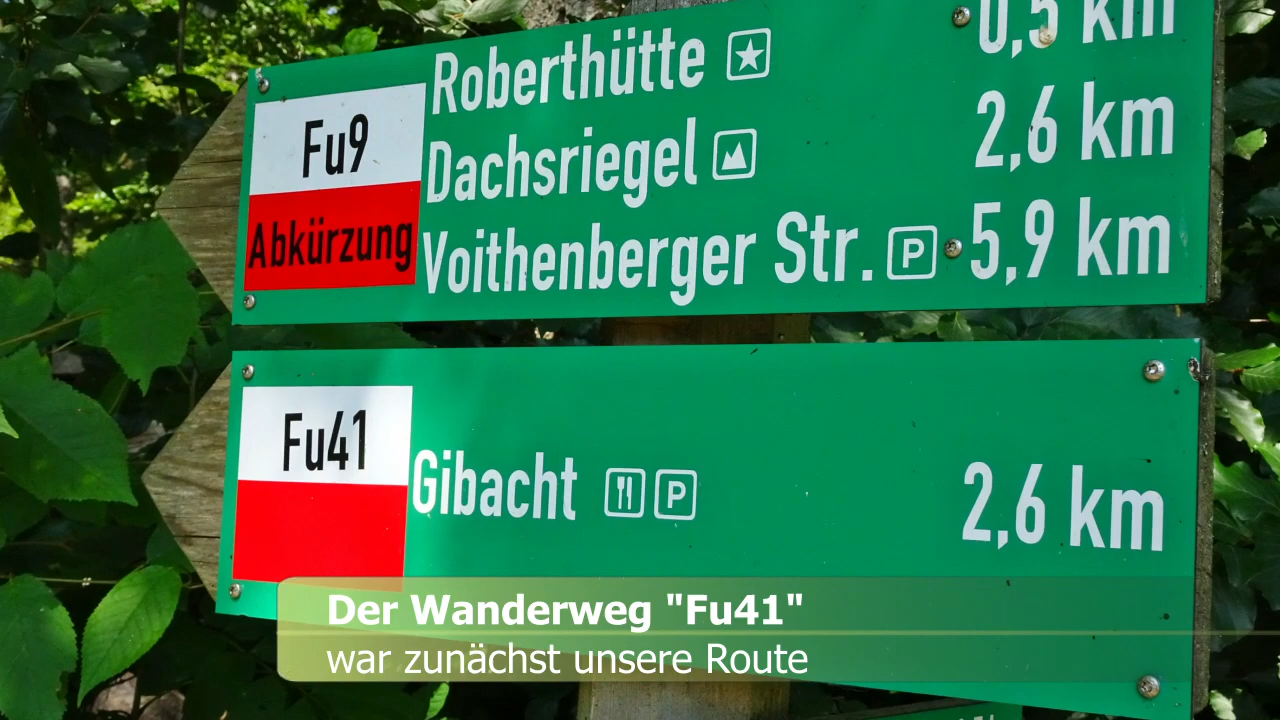 Fu9
Abkürzung
Roberthütte 0,5 km
Dachsriegel 2,6 km
Voithenberger Str. P 5,9 km
Fu41
Gibacht P 2,6 km
Der Wanderweg "Fu41"
war zunächst unsere Route